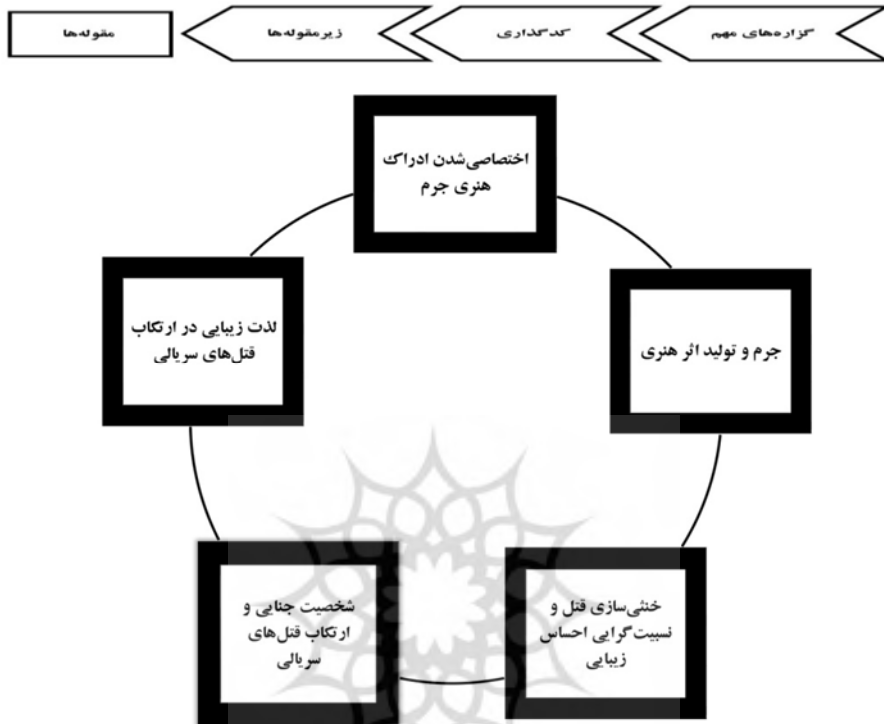 گزاره‌های مهم
کدگذاری
زیرمقوله‌ها
مقوله‌ها
اختصاصی‌شدن ادراک
هنری جرم
جرم و تولید اثر هنری
لذت زیبایی در ارتکاب
قتل‌های سریالی
خنثی‌سازی قتل و
نسبیت‌گرایی احساس
زیبایی
شخصیت جنایی و
ارتکاب قتل‌های
سریالی